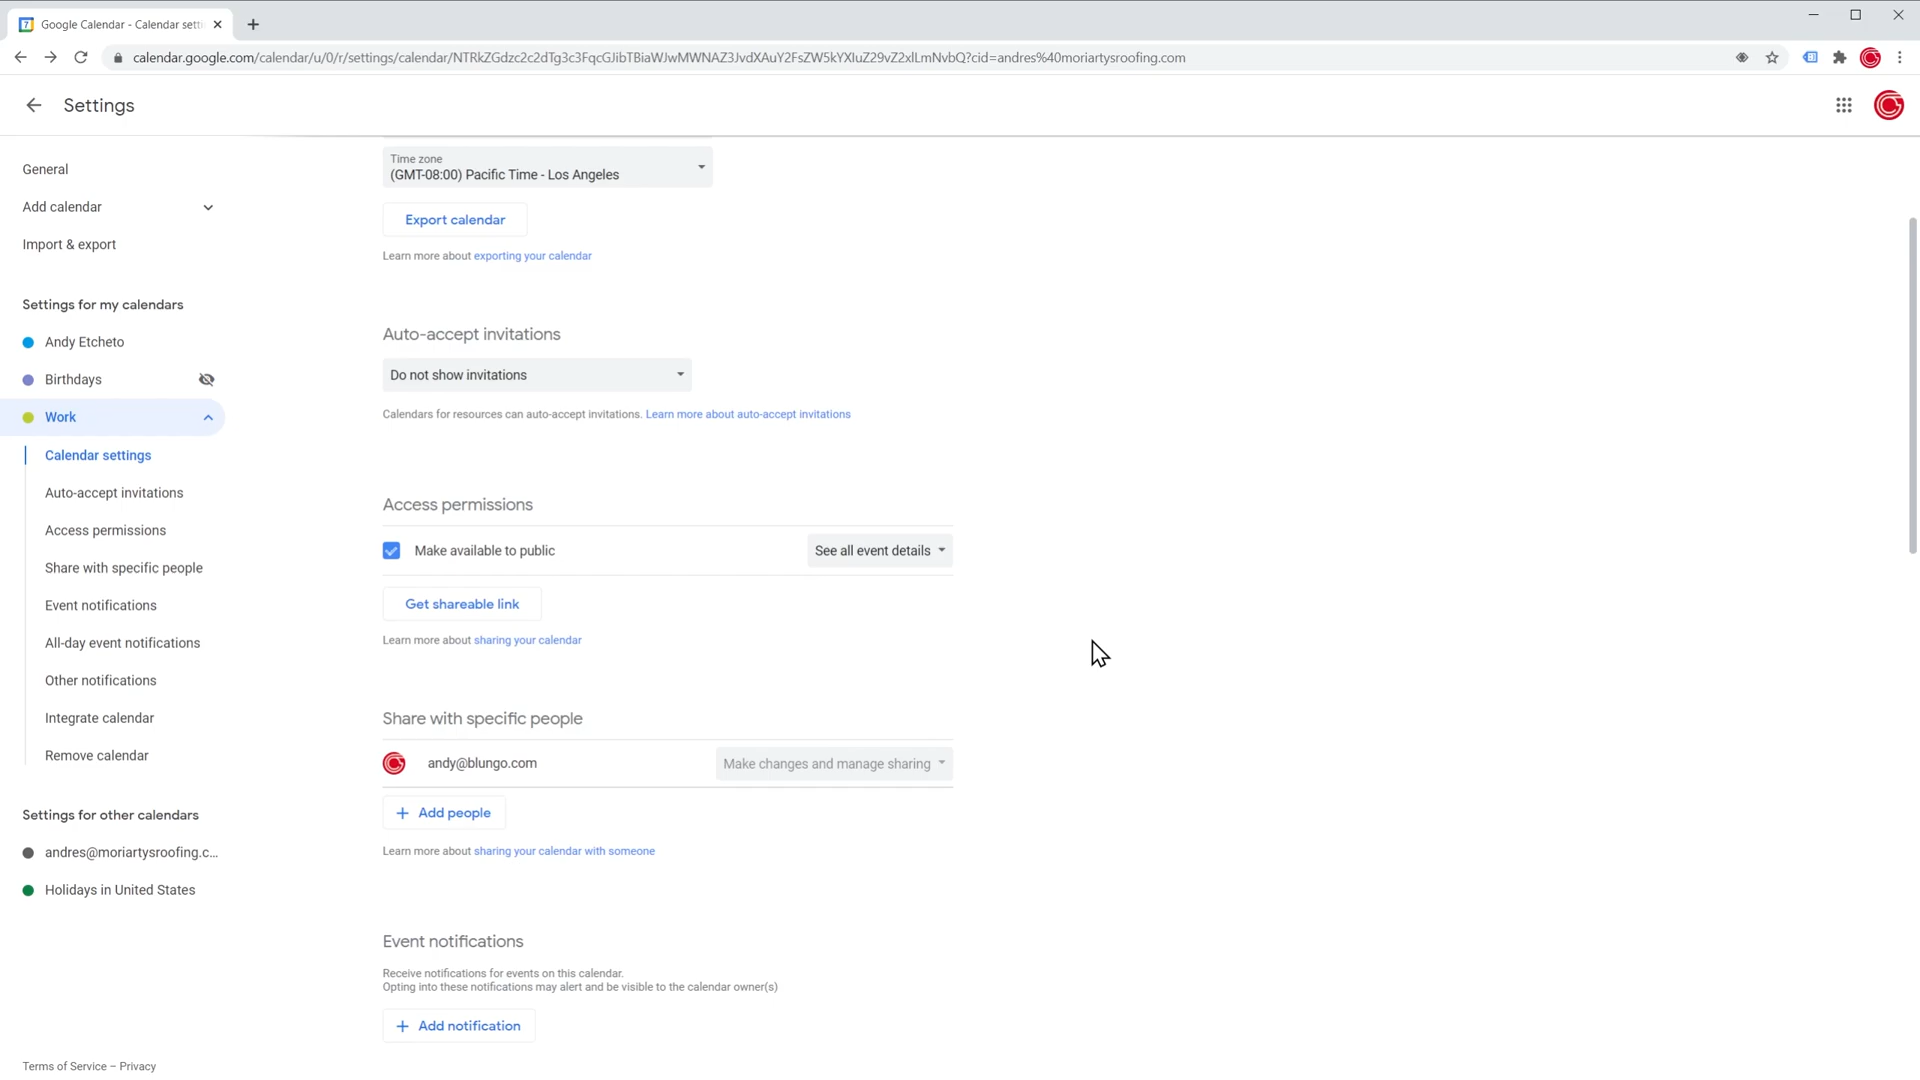 7
Google Calendar - Calendar setti
calendar.google.com/calendar/u/0/r/settings/calendar/NTRkZGdzc2c2dTg3c3FqcGJibTBiaWJwMWNAZ3JvdXAuY2FsZW5kYXIuZ29vZ2xlLmNvbQ?cid=andres%40moriartysroofing.com
Settings
General
Add calendar
Import & export
Settings for my calendars
Andy Etcheto
Birthdays
Work
Calendar settings
Auto-accept invitations
Access permissions
Share with specific people
Event notifications
All-day event notifications
Other notifications
Integrate calendar
Remove calendar
Settings for other calendars
andres@moriartysroofing.c...
Holidays in United States
Terms of Service – Privacy
Time zone
(GMT-08:00) Pacific Time - Los Angeles
Export calendar
Learn more about exporting your calendar
Auto-accept invitations
Do not show invitations
Calendars for resources can auto-accept invitations. Learn more about auto-accept invitations
Access permissions
Make available to public
See all event details
Get shareable link
Learn more about sharing your calendar
Share with specific people
andy@blungo.com
Make changes and manage sharing
Add people
Learn more about sharing your calendar with someone
Event notifications
Receive notifications for events on this calendar.
Opting into these notifications may alert and be visible to the calendar owner(s)
Add notification